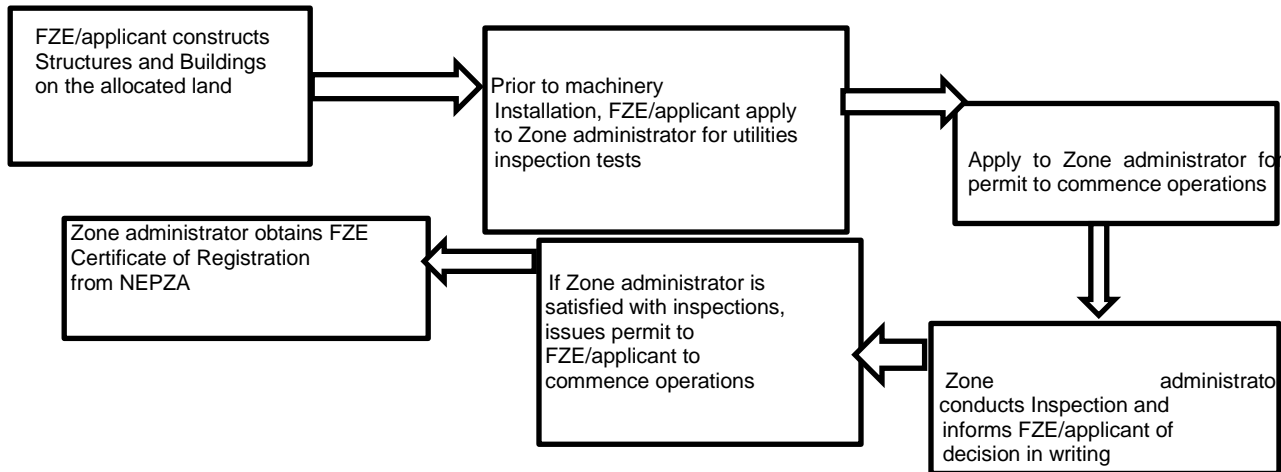 FZE/applicant constructs
Structures and Buildings
on the allocated land
Prior to machinery
Installation, FZE/applicant apply
to Zone administrator for utilities
inspection tests
Apply to Zone administrator for
permit to commence operations
Zone administrato
conducts Inspection and
informs FZE/applicant of
decision in writing
If Zone administrator is
satisfied with inspections,
issues permit to
FZE/applicant to
commence operations
Zone administrator obtains FZE
Certificate of Registration
from NEPZA